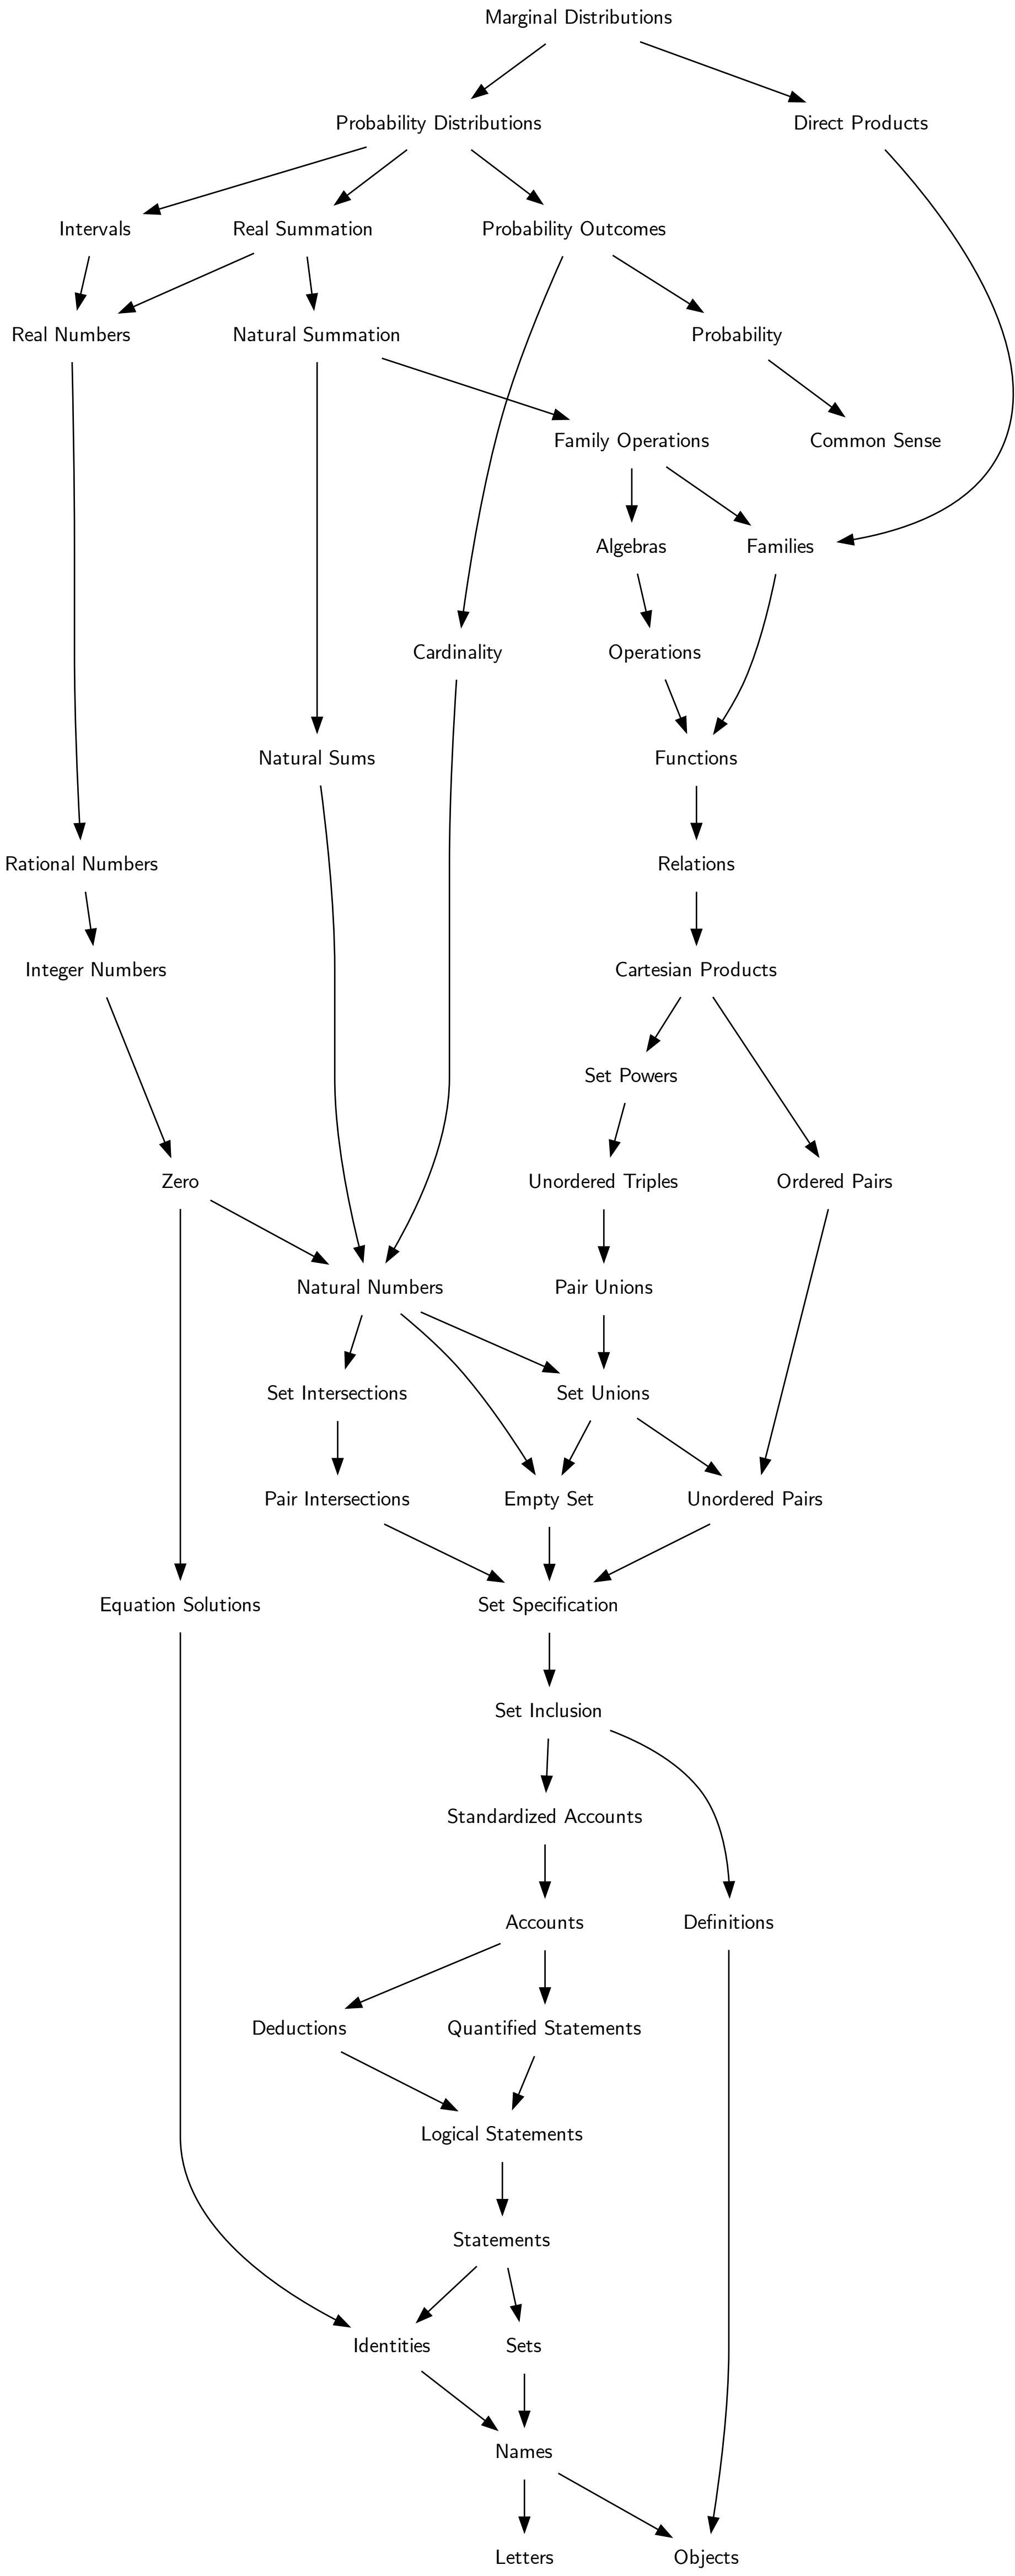 Marginal Distributions
Probability Distributions
Direct Products
Intervals
Real Summation
Probability Outcomes
Real Numbers
Natural Summation
Probability
Family Operations
Common Sense
Algebras
Families
Cardinality
Operations
Natural Sums
Functions
Rational Numbers
Relations
Integer Numbers
Cartesian Products
Set Powers
Zero
Unordered Triples
Ordered Pairs
Natural Numbers
Pair Unions
Set Intersections
Set Unions
Pair Intersections
Empty Set
Unordered Pairs
Equation Solutions
Set Specification
Set Inclusion
Standardized Accounts
Accounts
Definitions
Deductions
Quantified Statements
Logical Statements
Statements
Identities
Sets
Names
Letters
Objects